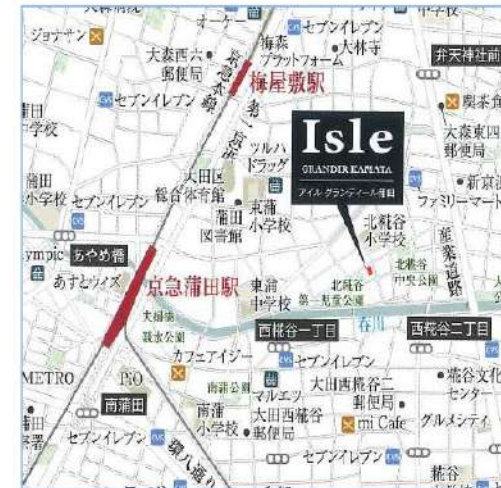 ジョナサン
大森西六
郵便局
オーケー
セブンイレブン
梅森
プラットフォーム
大林寺
中学校
弁天神社前
セブンイレブン
梅屋敷駅
喫茶
大森東四
郵便局
Isle
GRANDIR KAMATA
アイル グランディール蒲田
ツルハ
ドラッグ
大田区
総合体育館
蒲田
小学校
セブンイレブン
東蒲
小学校
蒲田
図書館
ファミリーマート
北糀谷
小学校
産業道路
ympic
あやめ橋
あすとウィズ
京急蒲田駅
東蒲
中学校
北糀谷
第一児童公園
北糀谷
中央公園
夫婦橋
親水公園
西糀谷一丁目
呑川
西糀谷二丁目
カフェアイジー
セブンイレブン
METRO
PiO
南蒲公園
マルエツ
大田西糀谷二
郵便局
糀谷文化
センター
南蒲田
南蒲
小学校
大田西糀谷
郵便局
mi Cafe
グルメシティ
セブンイレブン
環八通り
セブンイレブン
糀谷
小学校